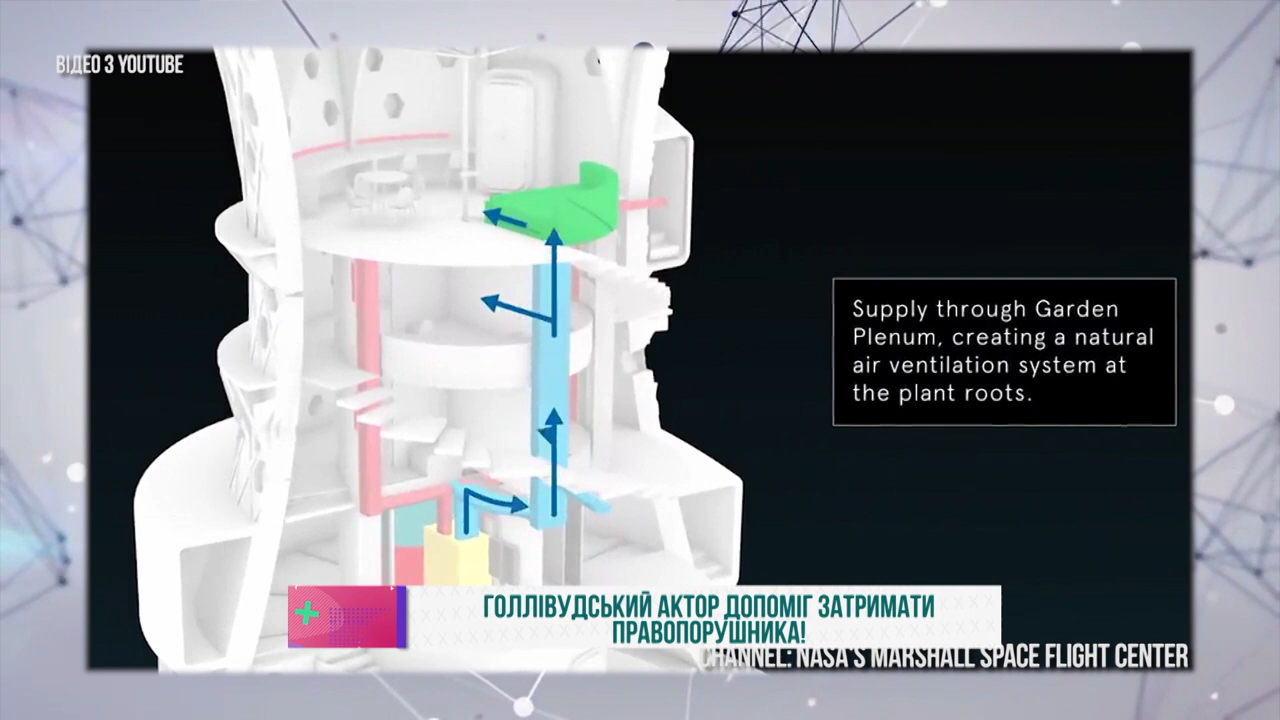 ВІДЕО З YOUTUBE
Supply through Garden
Plenum, creating a natural
air ventilation system at
the plant roots.
ГОЛЛІВУДСЬКИЙ АКТОР ДОПОМІГ ЗАТРИМАТИ
ПРАВОПОРУШНИКА!
CHANNEL: NASA'S MARSHALL SPACE FLIGHT CENTER